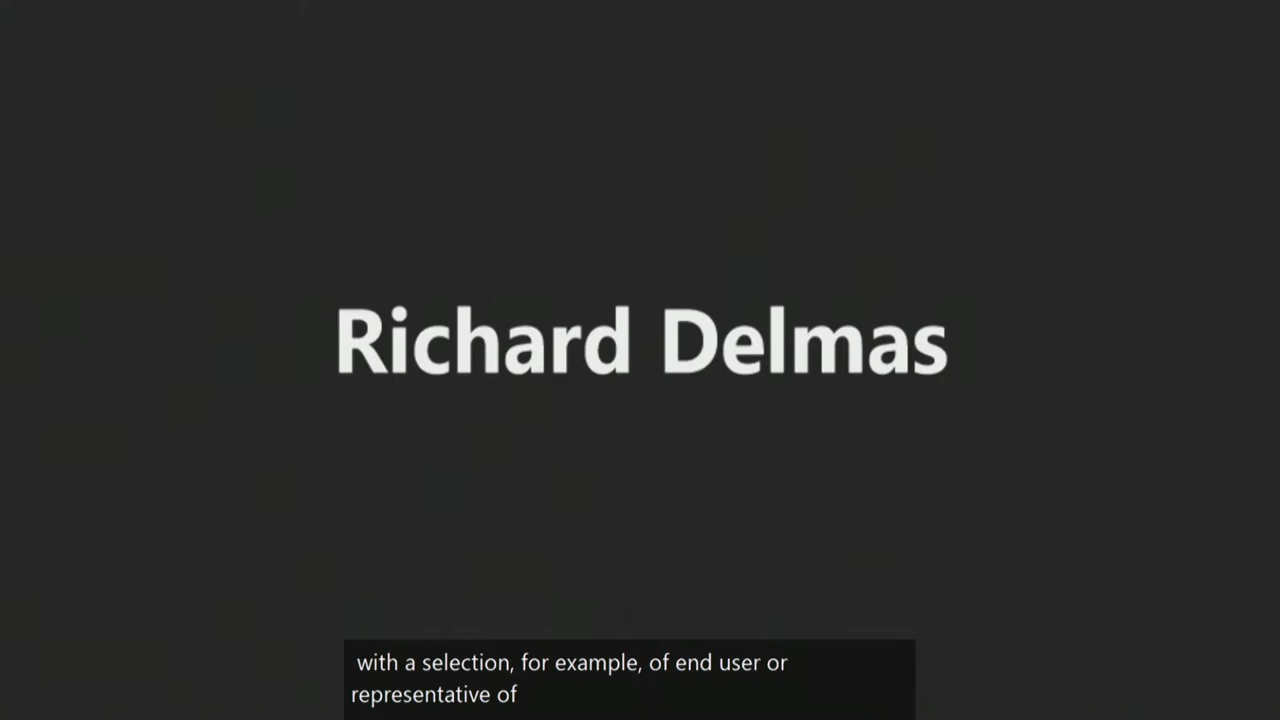 Richard Delmas
with a selection, for example, of end user or
representative of